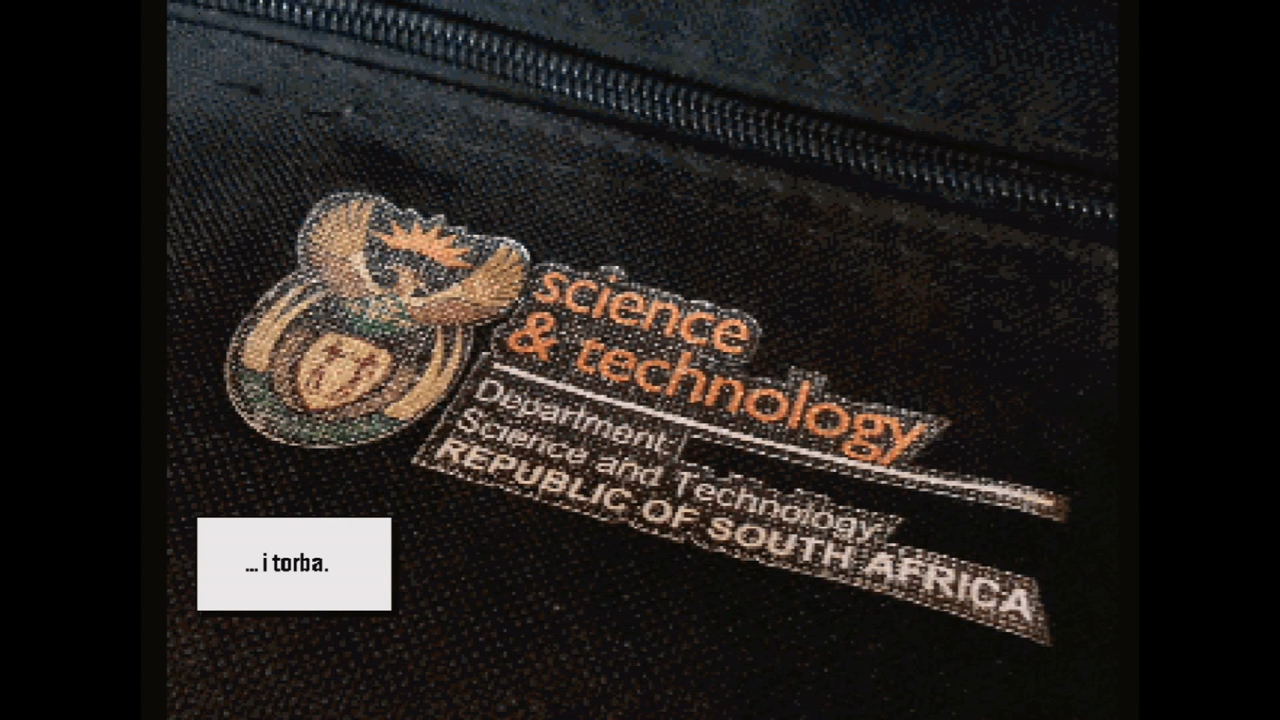 science
& technology
Department:
Science and Technology
REPUBLIC OF SOUTH AFRICA
... i torba.